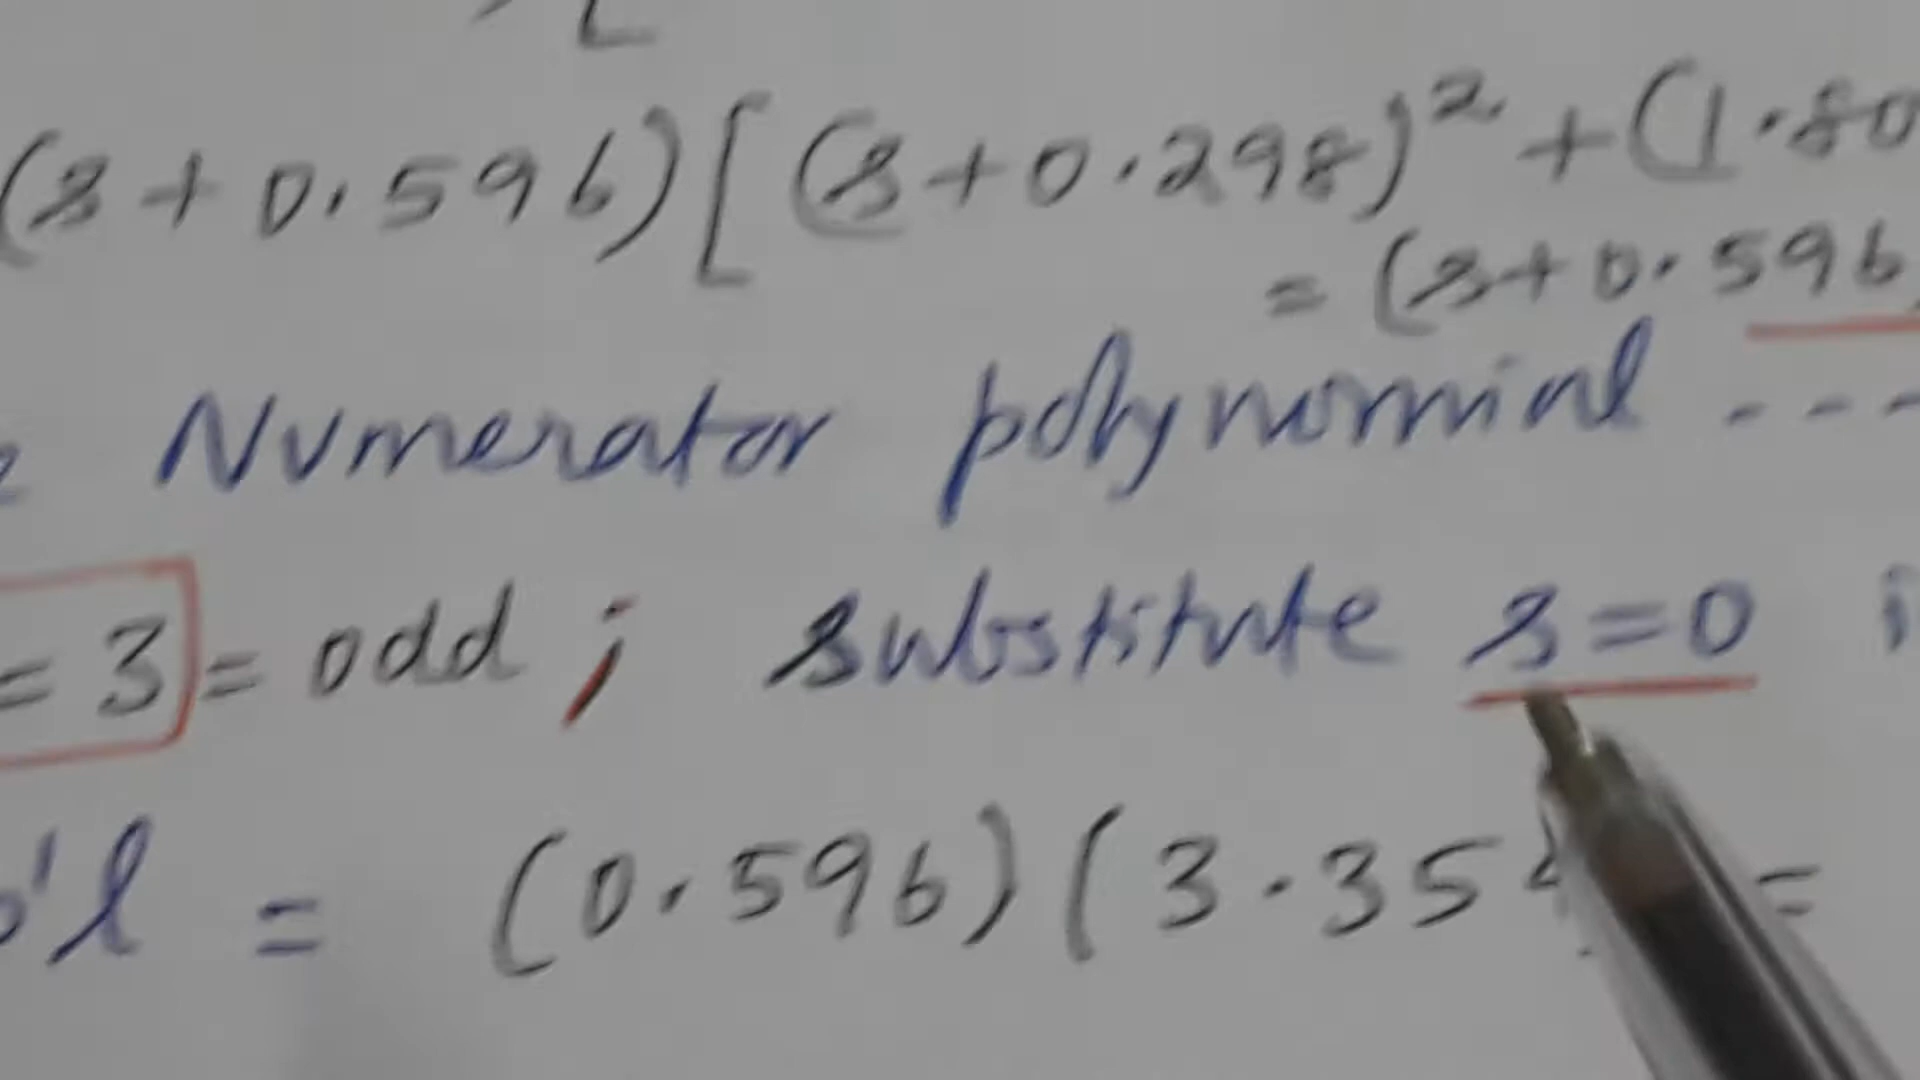 (s+0.596)[(s+0.298)²+(1.80
= (s+0.596
Numerator polynomial ---
= 3 = odd ; substitute s=0
'l = (0.596)(3.35 =